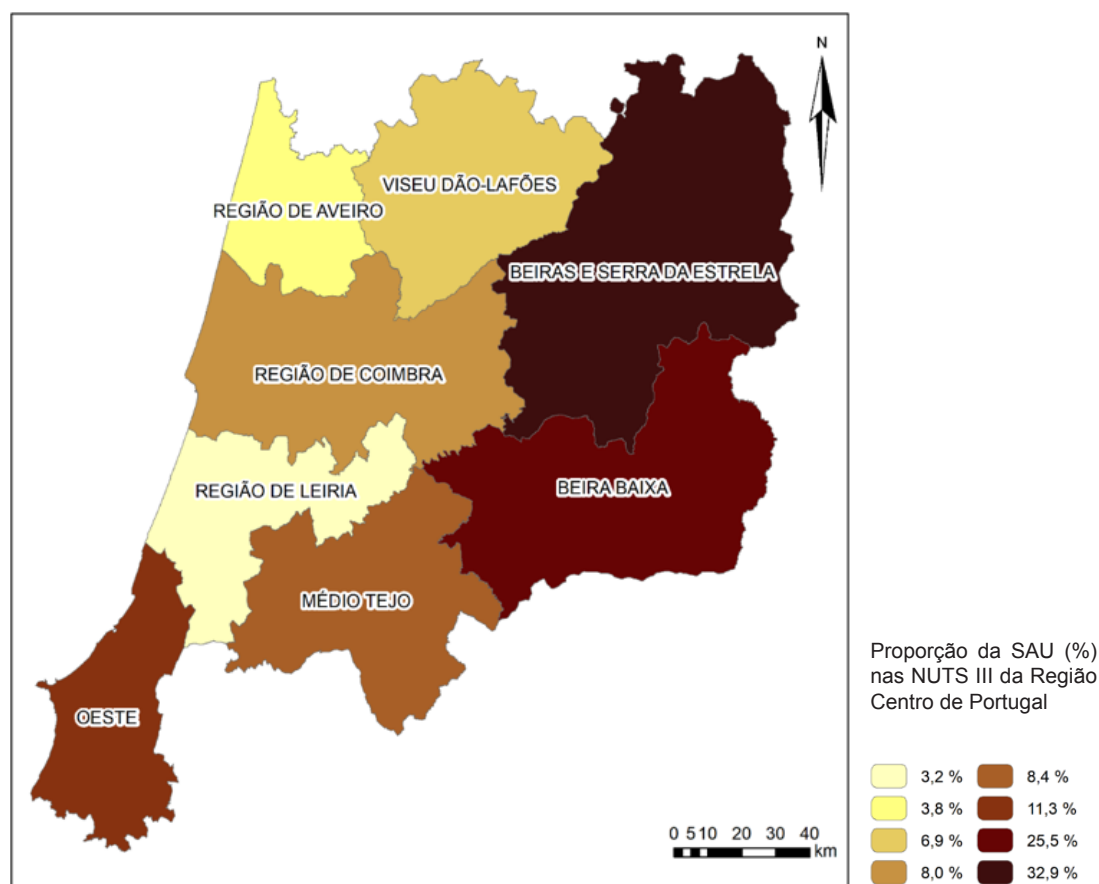 N
VISEU DÃO-LAFÕES
REGIÃO DE AVEIRO
BEIRAS E SERRA DA ESTRELA
REGIÃO DE COIMBRA
REGIÃO DE LEIRIA
BEIRA BAIXA
MÉDIO TEJO
OESTE
0 5 10 20 30 40
km
Proporção da SAU (%)
nas NUTS III da Região
Centro de Portugal
3,2 % 8,4 %
3,8 % 11,3 %
6,9 % 25,5 %
8,0 % 32,9 %